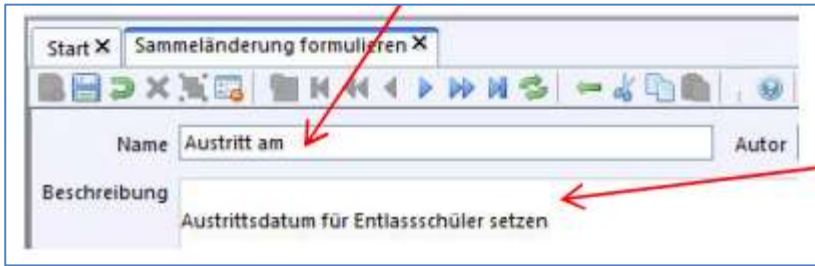 Start Sammeländerung formulieren
Name Austritt am Autor
Beschreibung
Austrittsdatum für Entlassschüler setzen